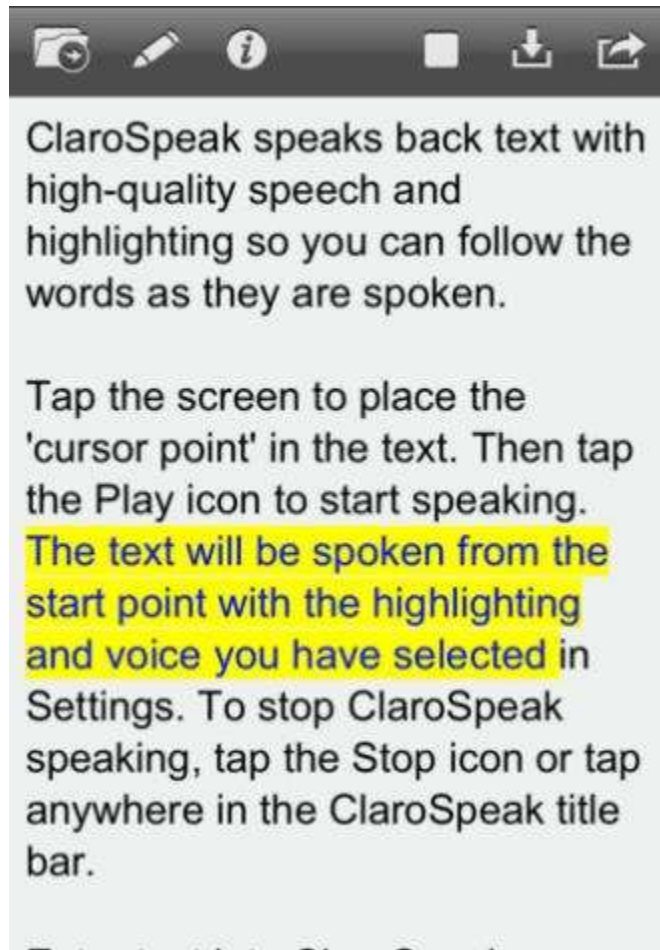 ClaroSpeak speaks back text with
high-quality speech and
highlighting so you can follow the
words as they are spoken.
Tap the screen to place the
'cursor point' in the text. Then tap
the Play icon to start speaking.
The text will be spoken from the
start point with the highlighting
and voice you have selected in
Settings. To stop ClaroSpeak
speaking, tap the Stop icon or tap
anywhere in the ClaroSpeak title
bar.